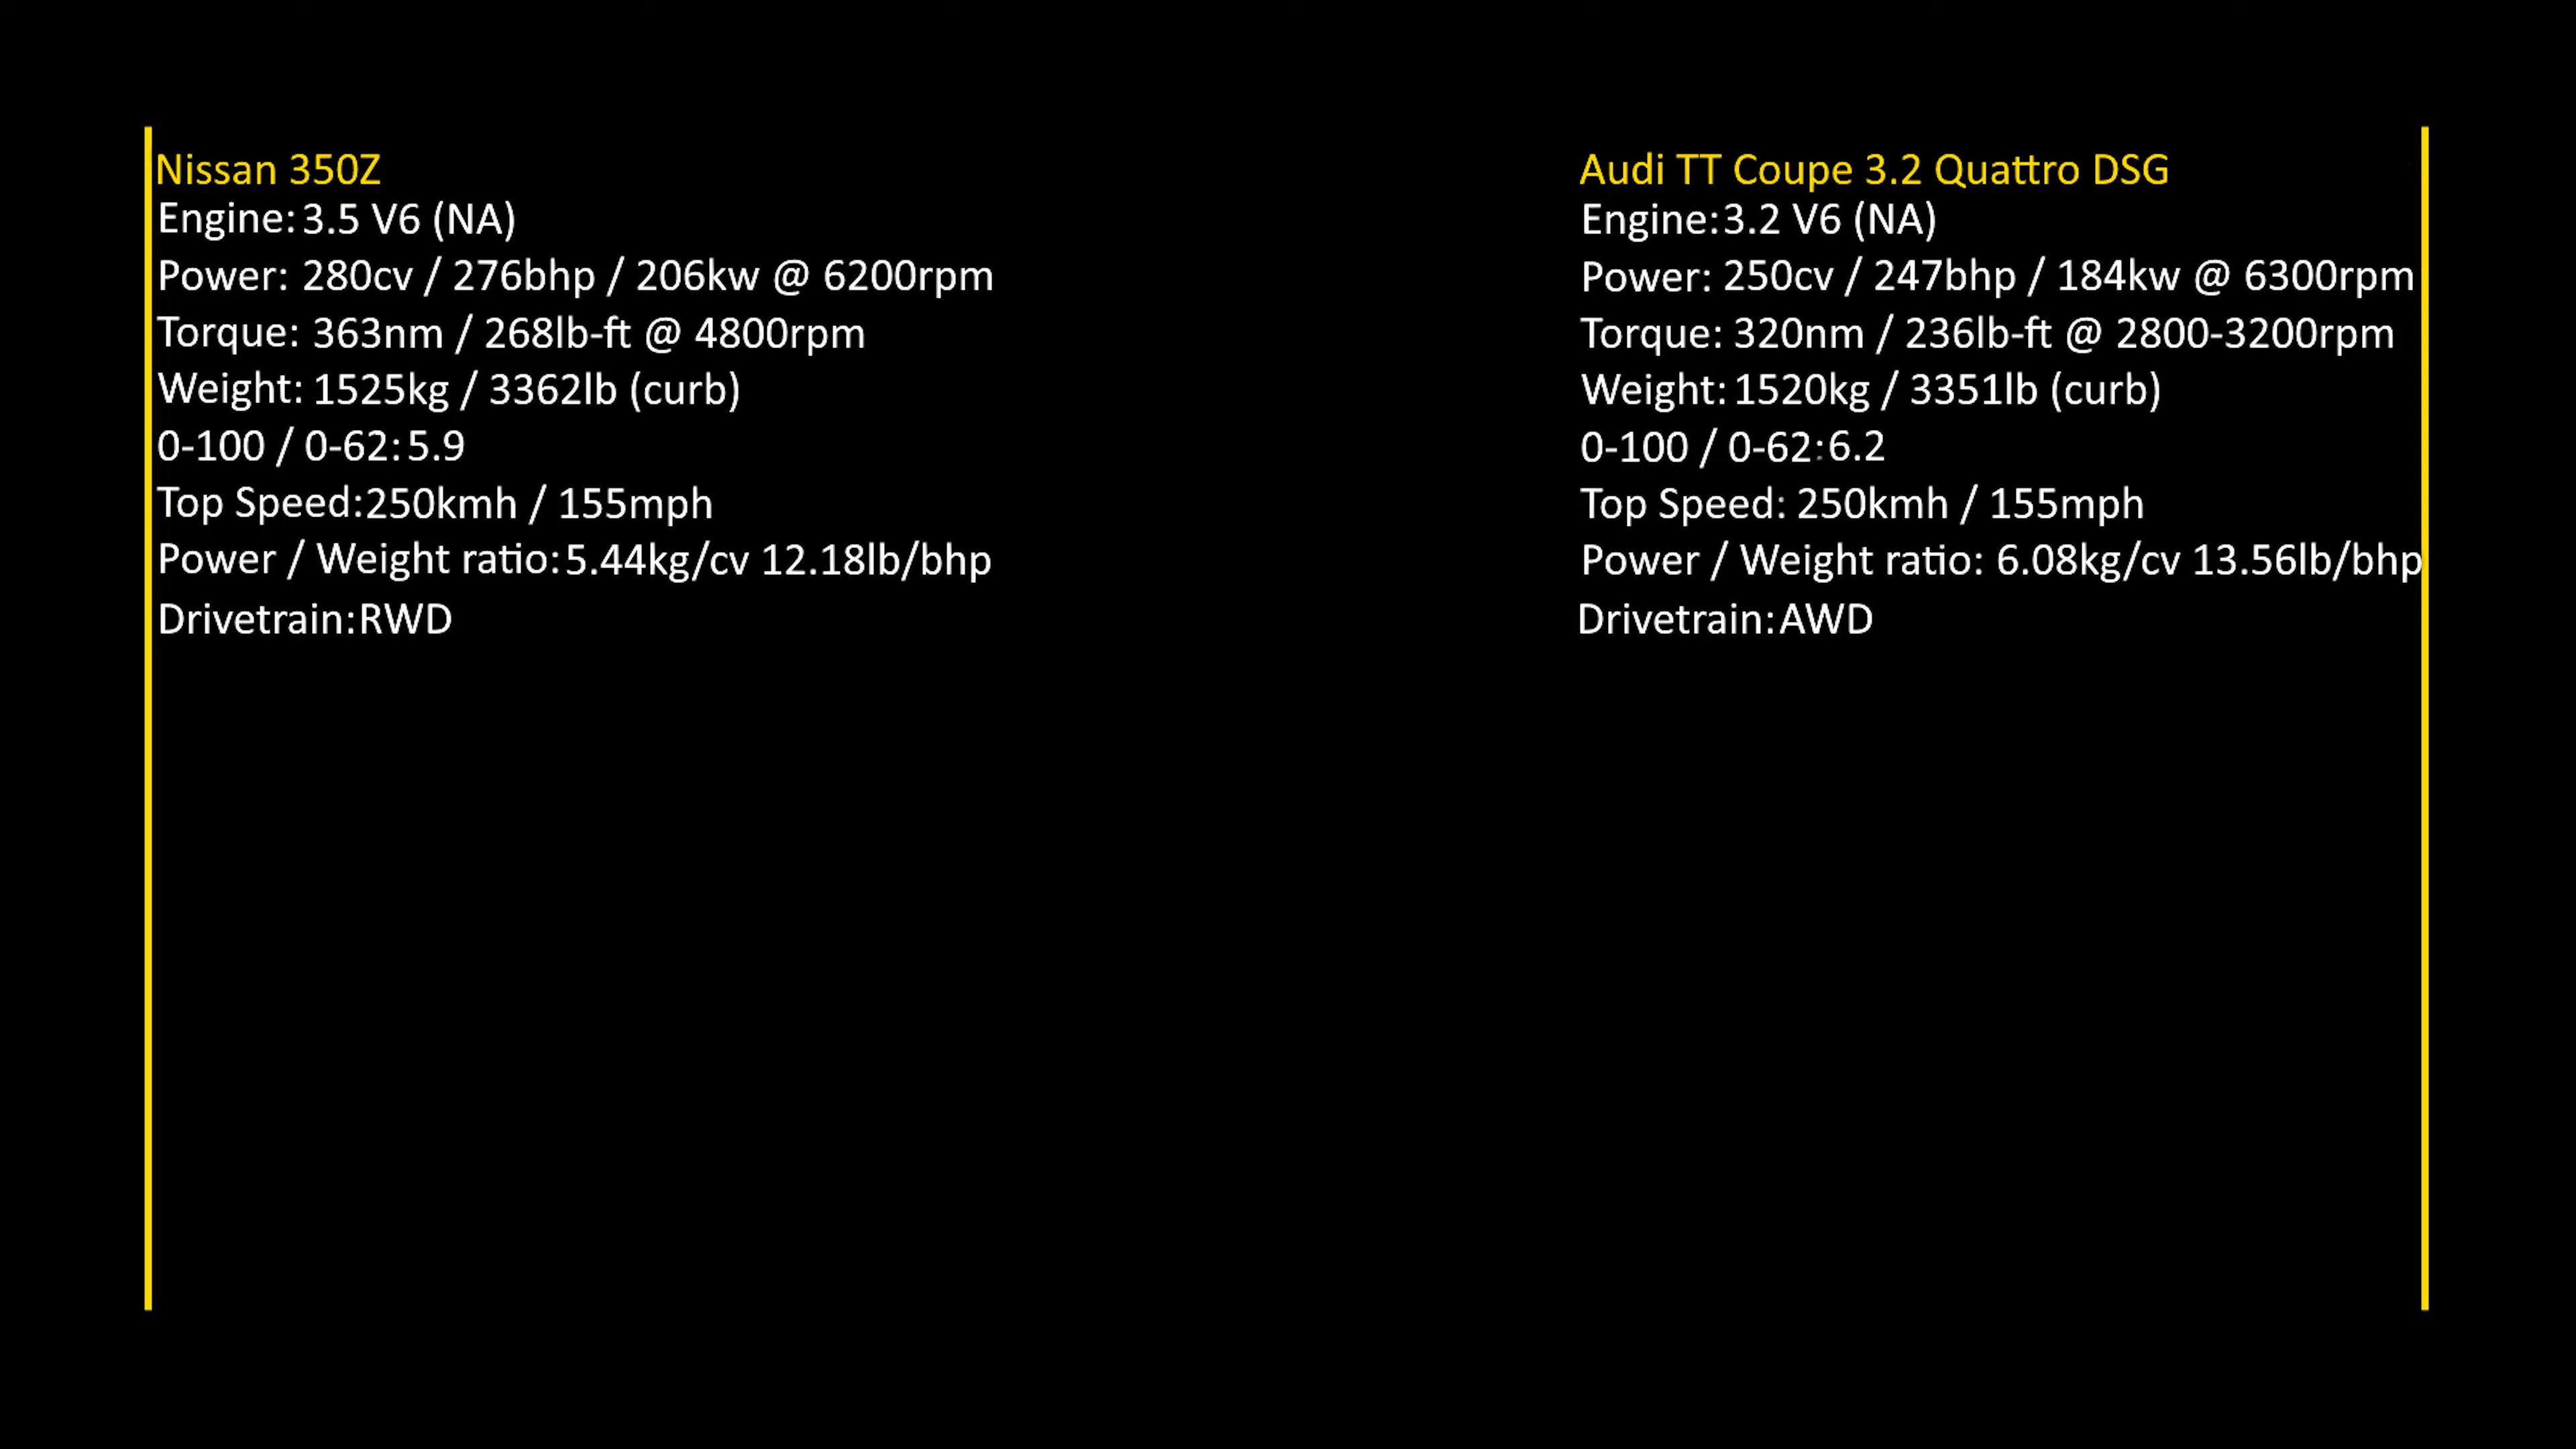 Nissan 350Z
Engine: 3.5 V6 (NA)
Power: 280cv / 276bhp / 206kw @ 6200rpm
Torque: 363nm / 268lb-ft @ 4800rpm
Weight: 1525kg / 3362lb (curb)
0-100 / 0-62: 5.9
Top Speed: 250kmh / 155mph
Power / Weight ratio: 5.44kg/cv 12.18lb/bhp
Drivetrain: RWD
Audi TT Coupe 3.2 Quattro DSG
Engine: 3.2 V6 (NA)
Power: 250cv / 247bhp / 184kw @ 6300rpm
Torque: 320nm / 236lb-ft @ 2800-3200rpm
Weight: 1520kg / 3351lb (curb)
0-100 / 0-62: 6.2
Top Speed: 250kmh / 155mph
Power / Weight ratio: 6.08kg/cv 13.56lb/bhp
Drivetrain: AWD